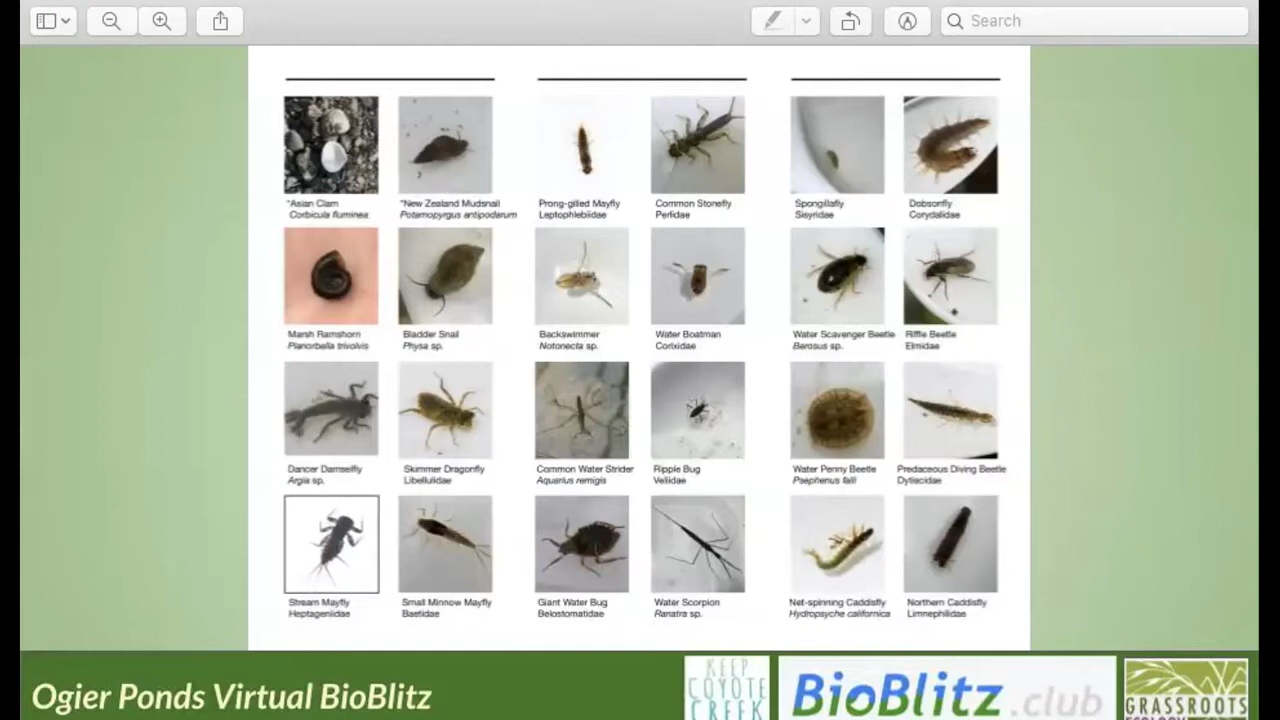 Search
*Asian Clam
Corbicula fluminea
*New Zealand Mudsnail
Potamopyrgus antipodarum
Prong-gilled Mayfly
Leptophlebiidae
Common Stonefly
Perlidae
Spongillafly
Sisyridae
Dobsonfly
Corydalidae
Marsh Ramshorn
Planorbella trivolvis
Bladder Snail
Physa sp.
Backswimmer
Notonecta sp.
Water Boatman
Corixidae
Water Scavenger Beetle
Berosus sp.
Riffle Beetle
Elmidae
Dancer Damselfly
Argia sp.
Skimmer Dragonfly
Libellulidae
Common Water Strider
Aquarius remigis
Ripple Bug
Veliidae
Water Penny Beetle
Psephenus falli
Predaceous Diving Beetle
Dytiscidae
Stream Mayfly
Heptageniidae
Small Minnow Mayfly
Baetidae
Giant Water Bug
Belostomatidae
Water Scorpion
Ranatra sp.
Net-spinning Caddisfly
Hydropsyche californica
Northern Caddisfly
Limnephilidae
Ogier Ponds Virtual BioBlitz
KEEP
COYOTE
CREEK
BioBlitz.club
GRASSROOTS
ECOLOGY